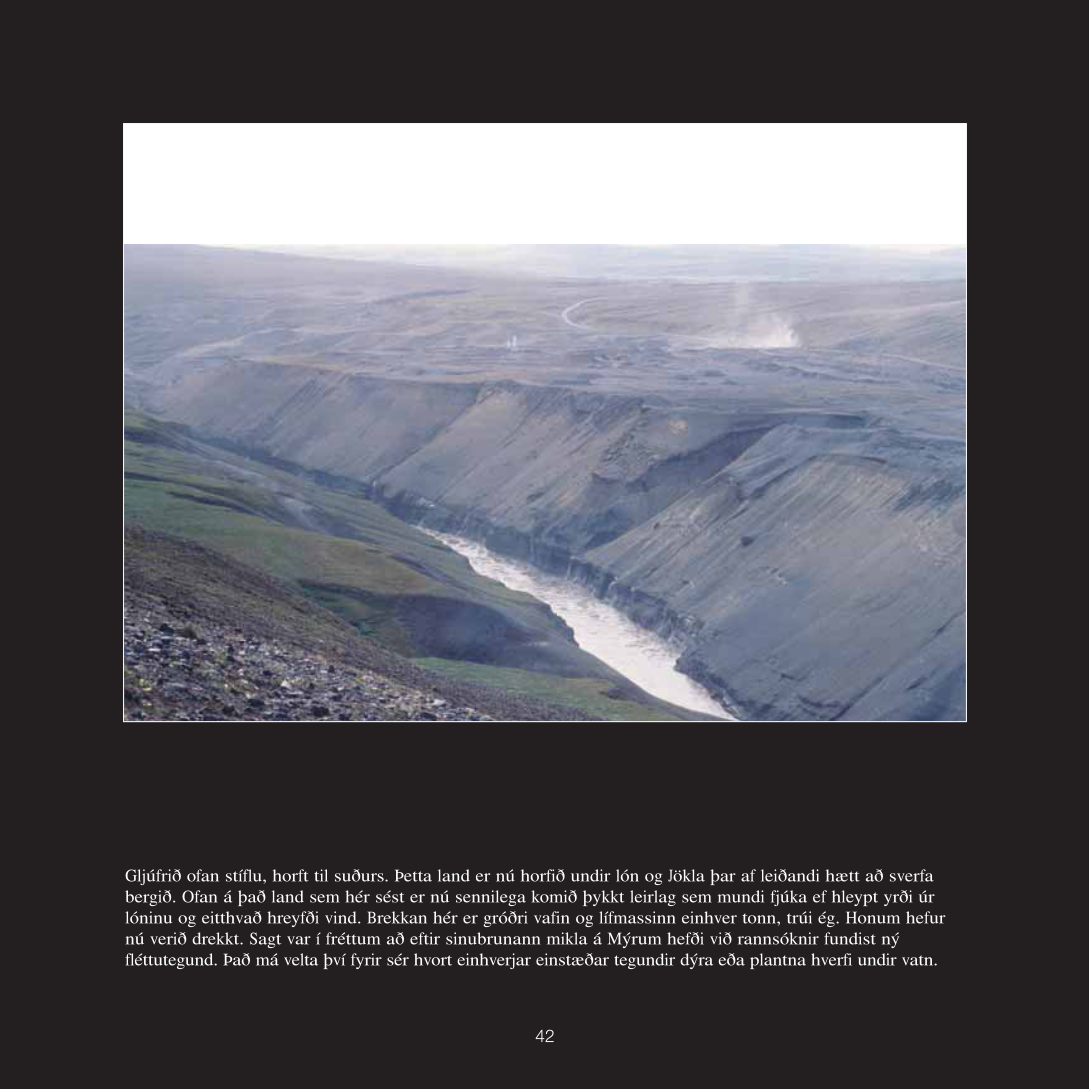 Gljúfrið ofan stíflu, horft til suðurs. Þetta land er nú horfið undir lón og Jökla þar af leiðandi hætt að sverfa
bergið. Ofan á það land sem hér sést er nú sennilega komið þykkt leirlag sem mundi fjúka ef hleypt yrði úr
lóninu og eitthvað hreyfði vind. Brekkan hér er gróðri vafin og lífmassinn einhver tonn, trúi ég. Honum hefur
nú verið drekkt. Sagt var í fréttum að eftir sinubrunann mikla á Mýrum hefði við rannsóknir fundist ný
fléttutegund. Það má velta því fyrir sér hvort einhverjar einstæðar tegundir dýra eða plantna hverfi undir vatn.
42